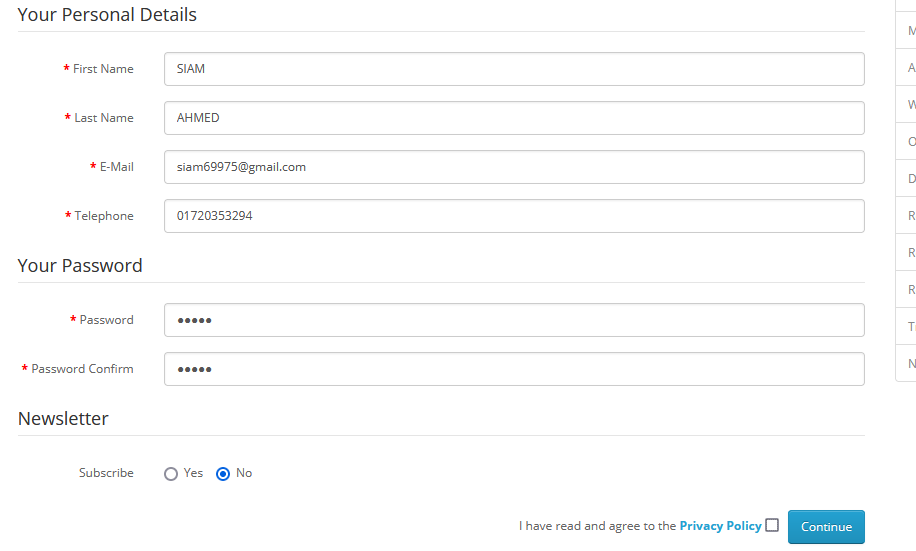 Your Personal Details
* First Name SIAM
* Last Name AHMED
* E-Mail siam69975@gmail.com
* Telephone 01720353294
Your Password
* Password •••••
* Password Confirm •••••
Newsletter
Subscribe Yes No
I have read and agree to the Privacy Policy Continue
M
A
W
O
D
R
R
R
T
N